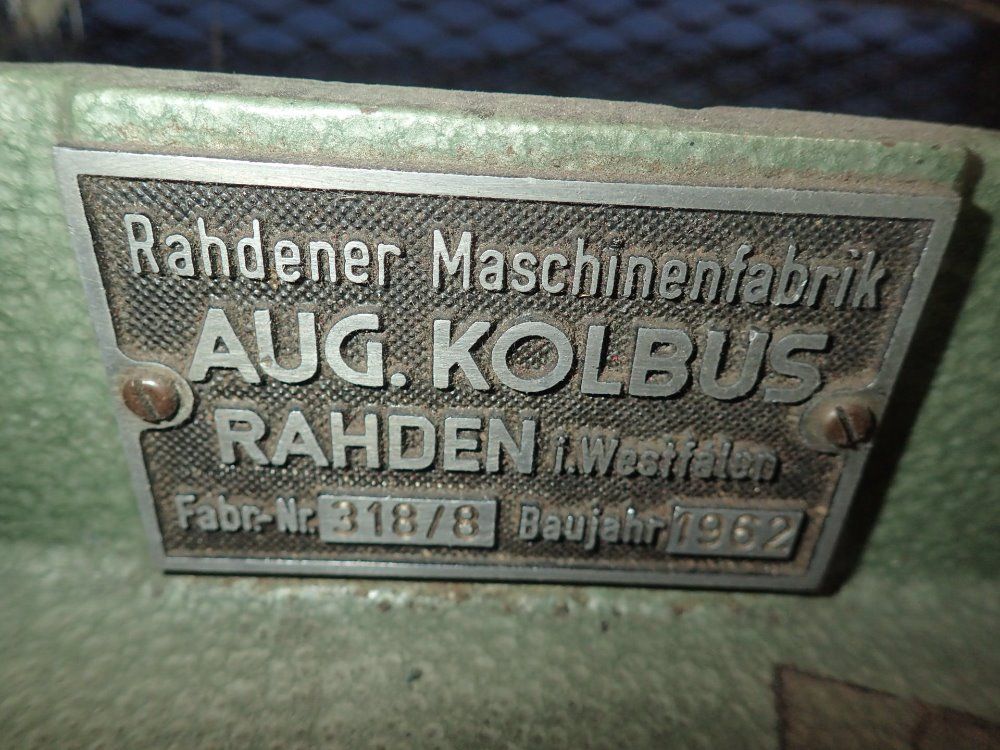 Rahdener Maschinenfabrik
AUG. KOLBUS
RAHDEN i.Westfalen
Fabr.-Nr. 318/8 Baujahr 1962